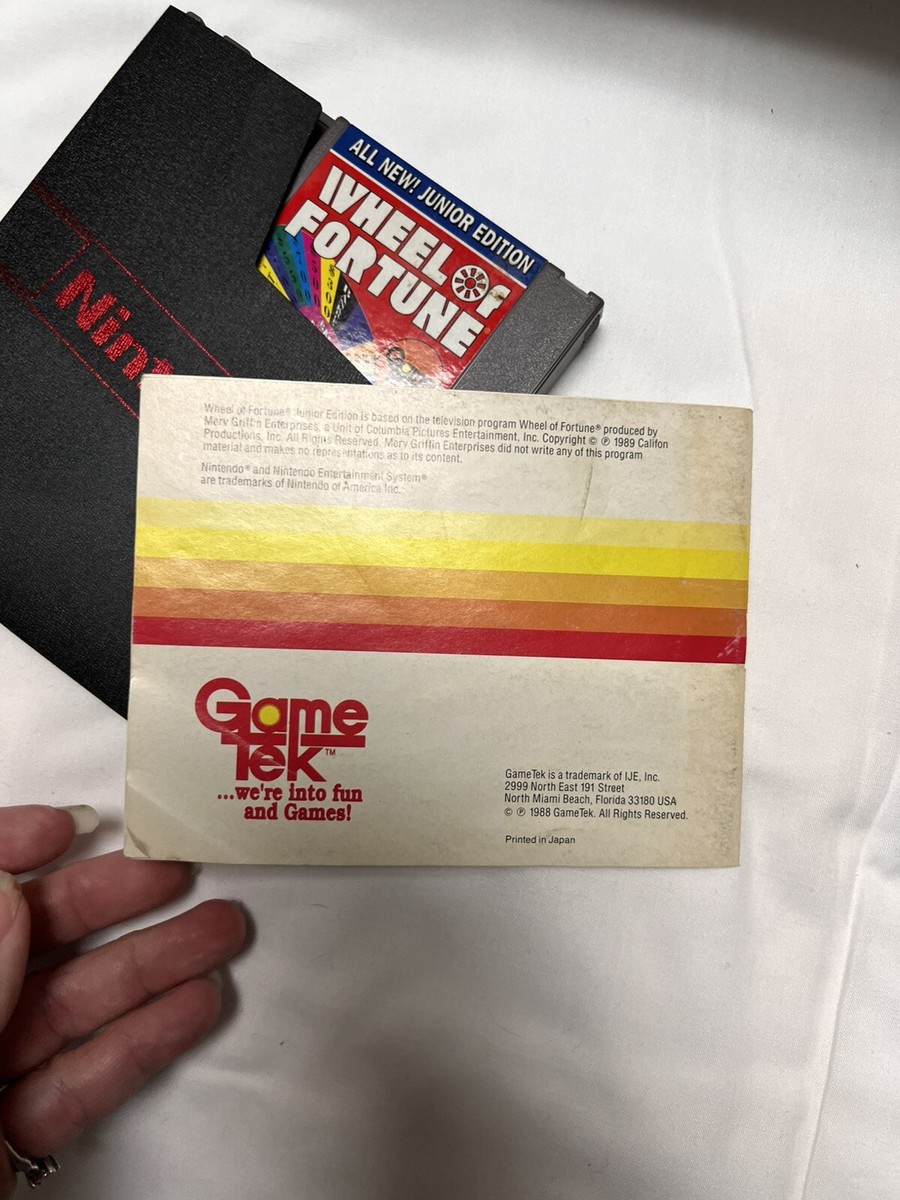 ALL NEW! JUNIOR EDITION
WHEEL OF
FORTUNE
Nint
Wheel of Fortune® Junior Edition is based on the television program Wheel of Fortune® produced by
Merv Griffin Enterprises, a Unit of Columbia Pictures Entertainment, Inc. Copyright © ℗ 1989 Califon
Productions, Inc. All Rights Reserved. Merv Griffin Enterprises did not write any of this program
material and makes no representations as to its content.
Nintendo® and Nintendo Entertainment System®
are trademarks of Nintendo of America Inc.
Game
Tek™
...we're into fun
and Games!
GameTek is a trademark of IJE, Inc.
2999 North East 191 Street
North Miami Beach, Florida 33180 USA
© ℗ 1988 GameTek. All Rights Reserved.
Printed in Japan